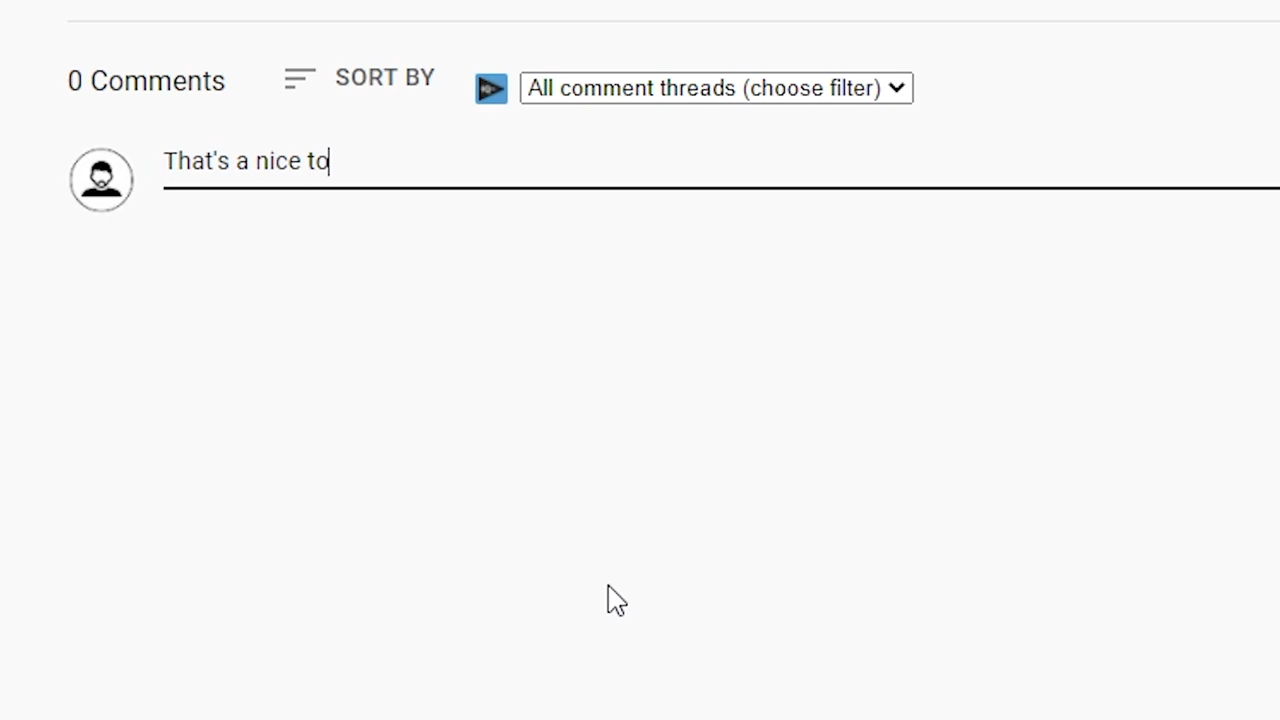 0 Comments SORT BY All comment threads (choose filter)
That's a nice to